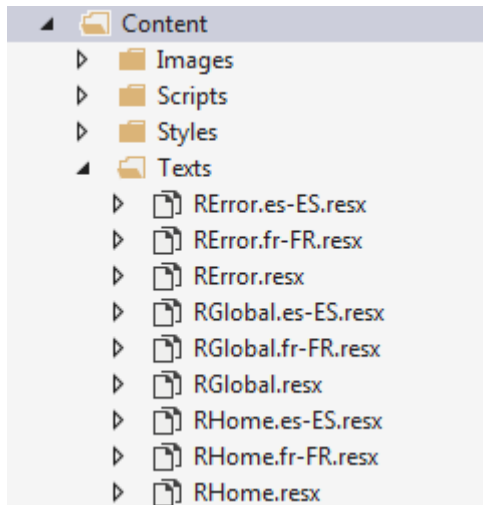 Content
Images
Scripts
Styles
Texts
RError.es-ES.resx
RError.fr-FR.resx
RError.resx
RGlobal.es-ES.resx
RGlobal.fr-FR.resx
RGlobal.resx
RHome.es-ES.resx
RHome.fr-FR.resx
RHome.resx